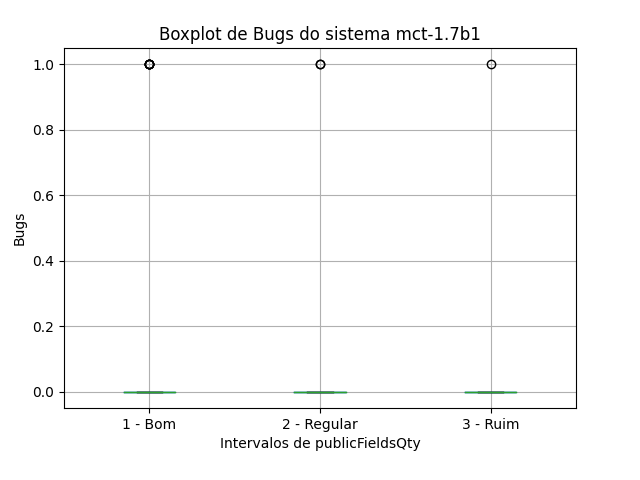 Boxplot de Bugs do sistema mct-1.7b1
1.0
0.8
0.6
0.4
0.2
0.0
Bugs
1 - Bom
2 - Regular
3 - Ruim
Intervalos de publicFieldsQty